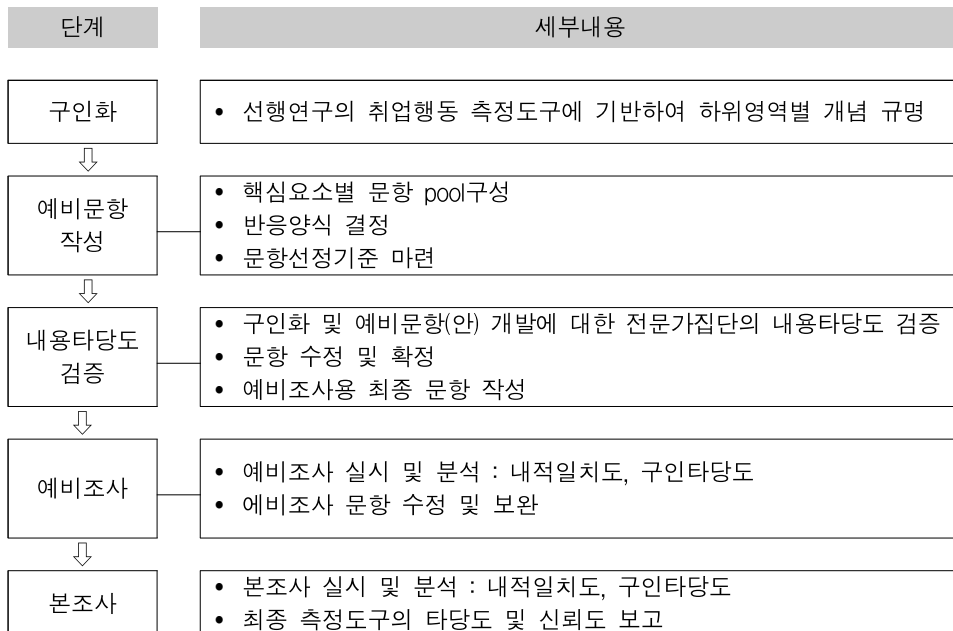 단계
세부내용
구인화
• 선행연구의 취업행동 측정도구에 기반하여 하위영역별 개념 규명
예비문항
작성
• 핵심요소별 문항 pool구성
• 반응양식 결정
• 문항선정기준 마련
내용타당도
검증
• 구인화 및 예비문항(안) 개발에 대한 전문가집단의 내용타당도 검증
• 문항 수정 및 확정
• 예비조사용 최종 문항 작성
예비조사
• 예비조사 실시 및 분석 : 내적일치도, 구인타당도
• 에비조사 문항 수정 및 보완
본조사
• 본조사 실시 및 분석 : 내적일치도, 구인타당도
• 최종 측정도구의 타당도 및 신뢰도 보고